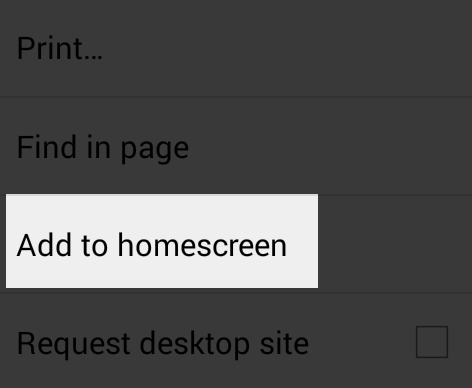 Print...
Find in page
Add to homescreen
Request desktop site